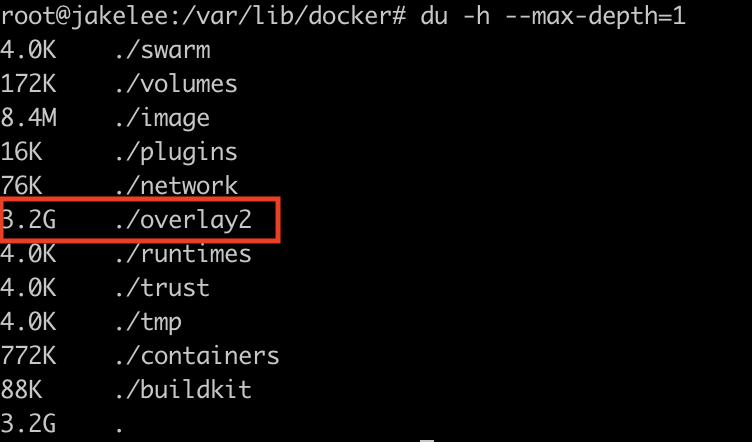 root@jakelee:/var/lib/docker# du -h --max-depth=1
4.0K    ./swarm
172K    ./volumes
8.4M    ./image
16K     ./plugins
76K     ./network
3.2G    ./overlay2
4.0K    ./runtimes
4.0K    ./trust
4.0K    ./tmp
772K    ./containers
88K     ./buildkit
3.2G    .